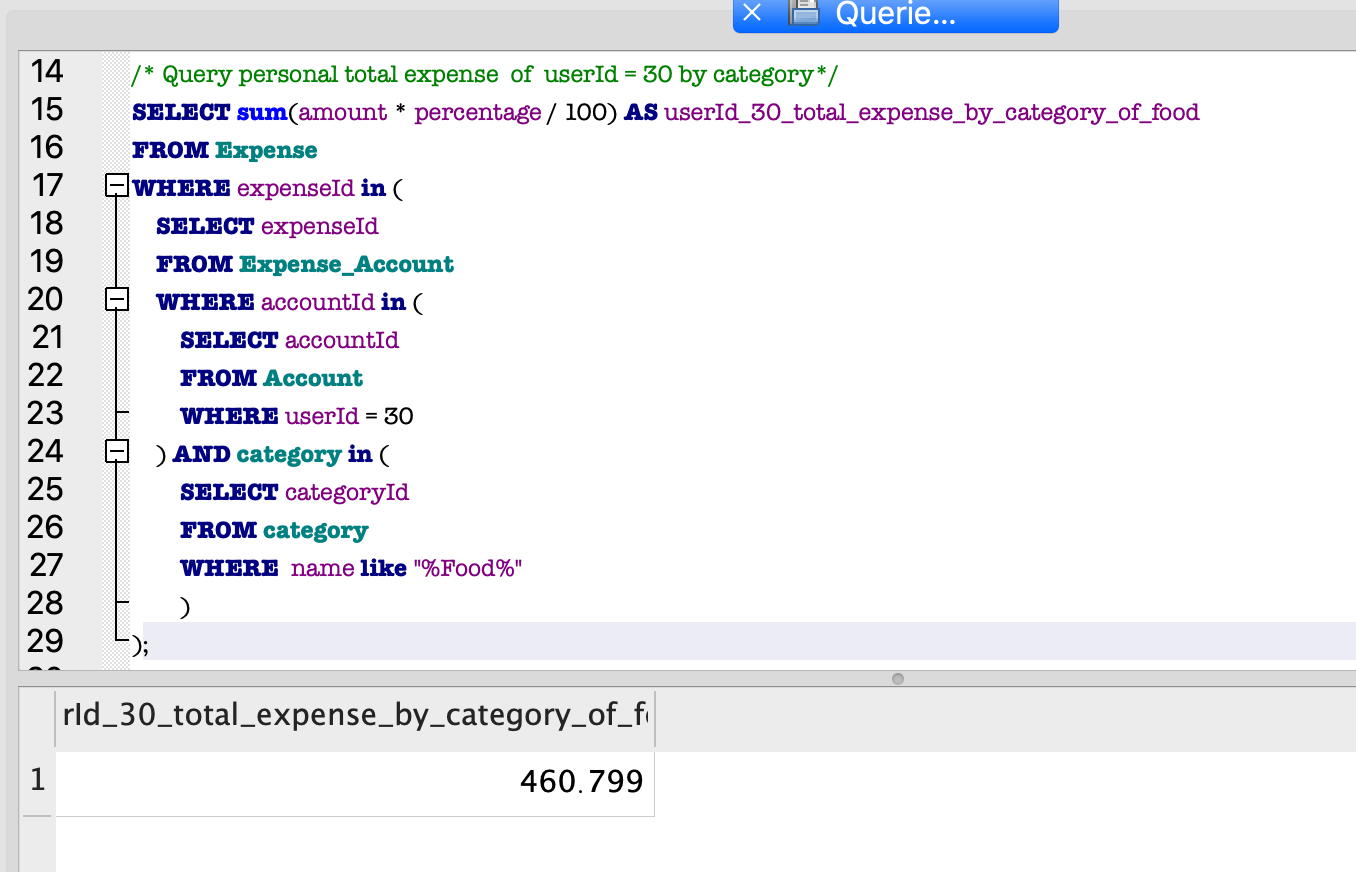 Querie...
14 /* Query personal total expense of userId = 30 by category*/
15 SELECT sum(amount * percentage / 100) AS userId_30_total_expense_by_category_of_food
16 FROM Expense
17 WHERE expenseId in (
18 SELECT expenseId
19 FROM Expense_Account
20 WHERE accountId in (
21 SELECT accountId
22 FROM Account
23 WHERE userId = 30
24 ) AND category in (
25 SELECT categoryId
26 FROM category
27 WHERE name like "%Food%"
28 )
29 );
rId_30_total_expense_by_category_of_f
1 460.799